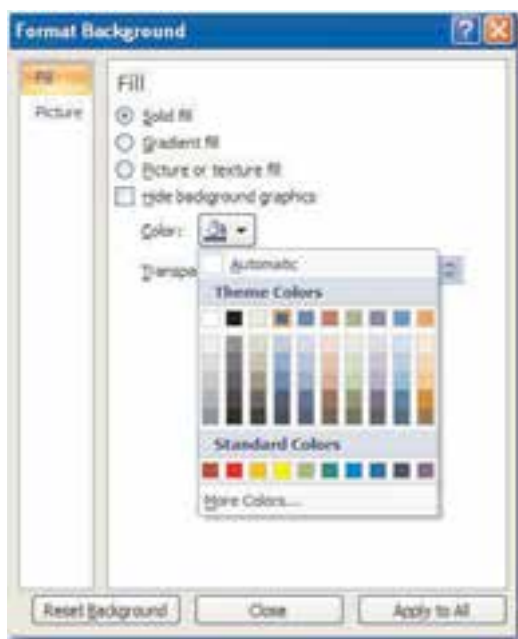 Format Background
Fill
Picture
Fill
Solid fill
Gradient fill
Picture or texture fill
Hide background graphics
Color:
Automatic
Transpa
Theme Colors
Standard Colors
More Colors...
Reset Background
Close
Apply to All